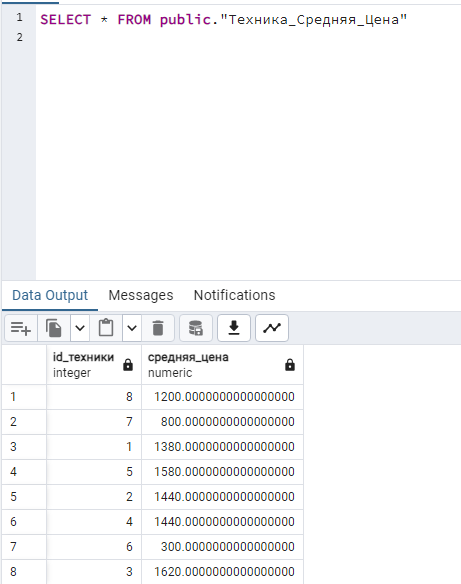 1 SELECT * FROM public."Техника_Средняя_Цена"
2
Data Output Messages Notifications
id_техники средняя_цена
integer numeric
1 8 1200.0000000000000000
2 7 800.0000000000000000
3 1 1380.0000000000000000
4 5 1580.0000000000000000
5 2 1440.0000000000000000
6 4 1440.0000000000000000
7 6 300.0000000000000000
8 3 1620.0000000000000000